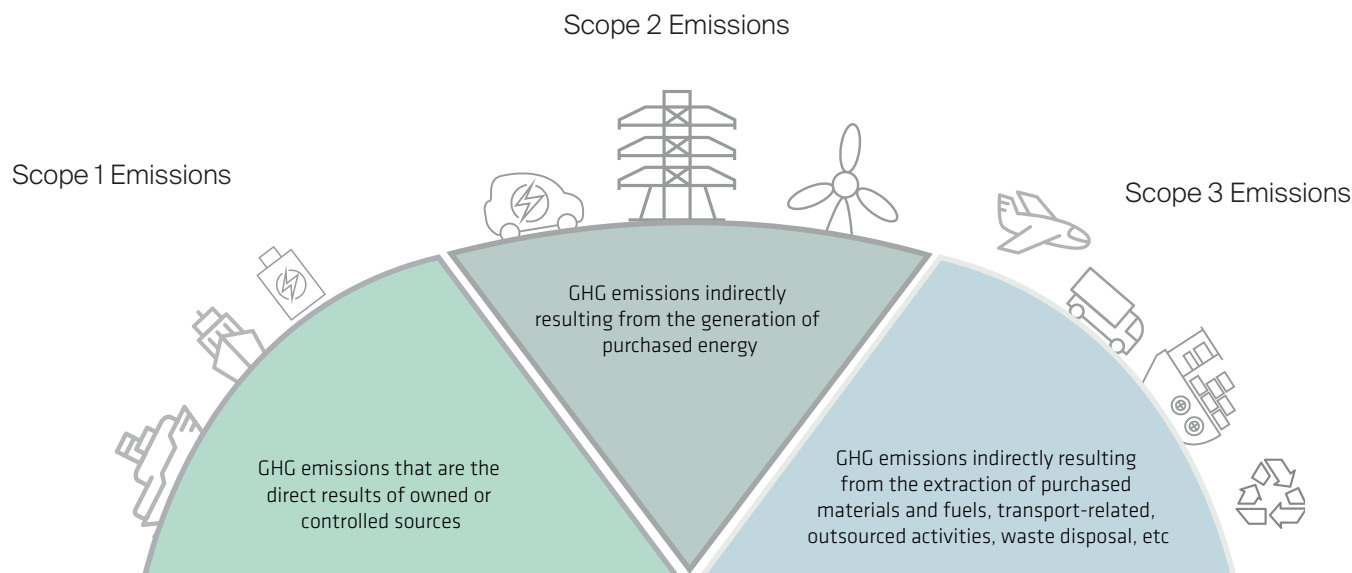 Scope 2 Emissions
Scope 1 Emissions
Scope 3 Emissions
GHG emissions indirectly
resulting from the generation of
purchased energy
GHG emissions that are the
direct results of owned or
controlled sources
GHG emissions indirectly resulting
from the extraction of purchased
materials and fuels, transport-related,
outsourced activities, waste disposal, etc